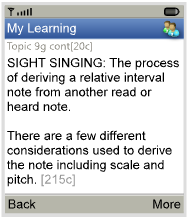 My Learning
Topic 9g cont[20c]
SIGHT SINGING: The process
of deriving a relative interval
note from another read or
heard note.
There are a few different
considerations used to derive
the note including scale and
pitch. [215c]
Back More